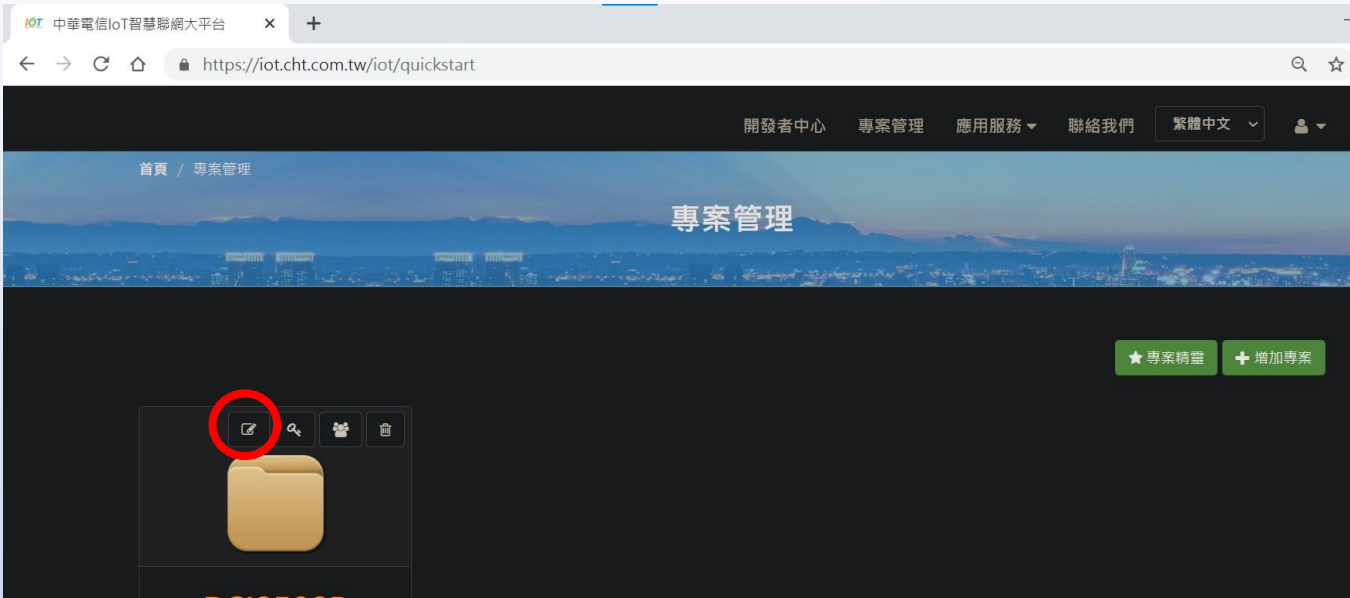 IOT 中華電信IoT智慧聯網大平台
https://iot.cht.com.tw/iot/quickstart
開發者中心 專案管理 應用服務 聯絡我們 繁體中文
首頁 / 專案管理
專案管理
專案精靈 增加專案